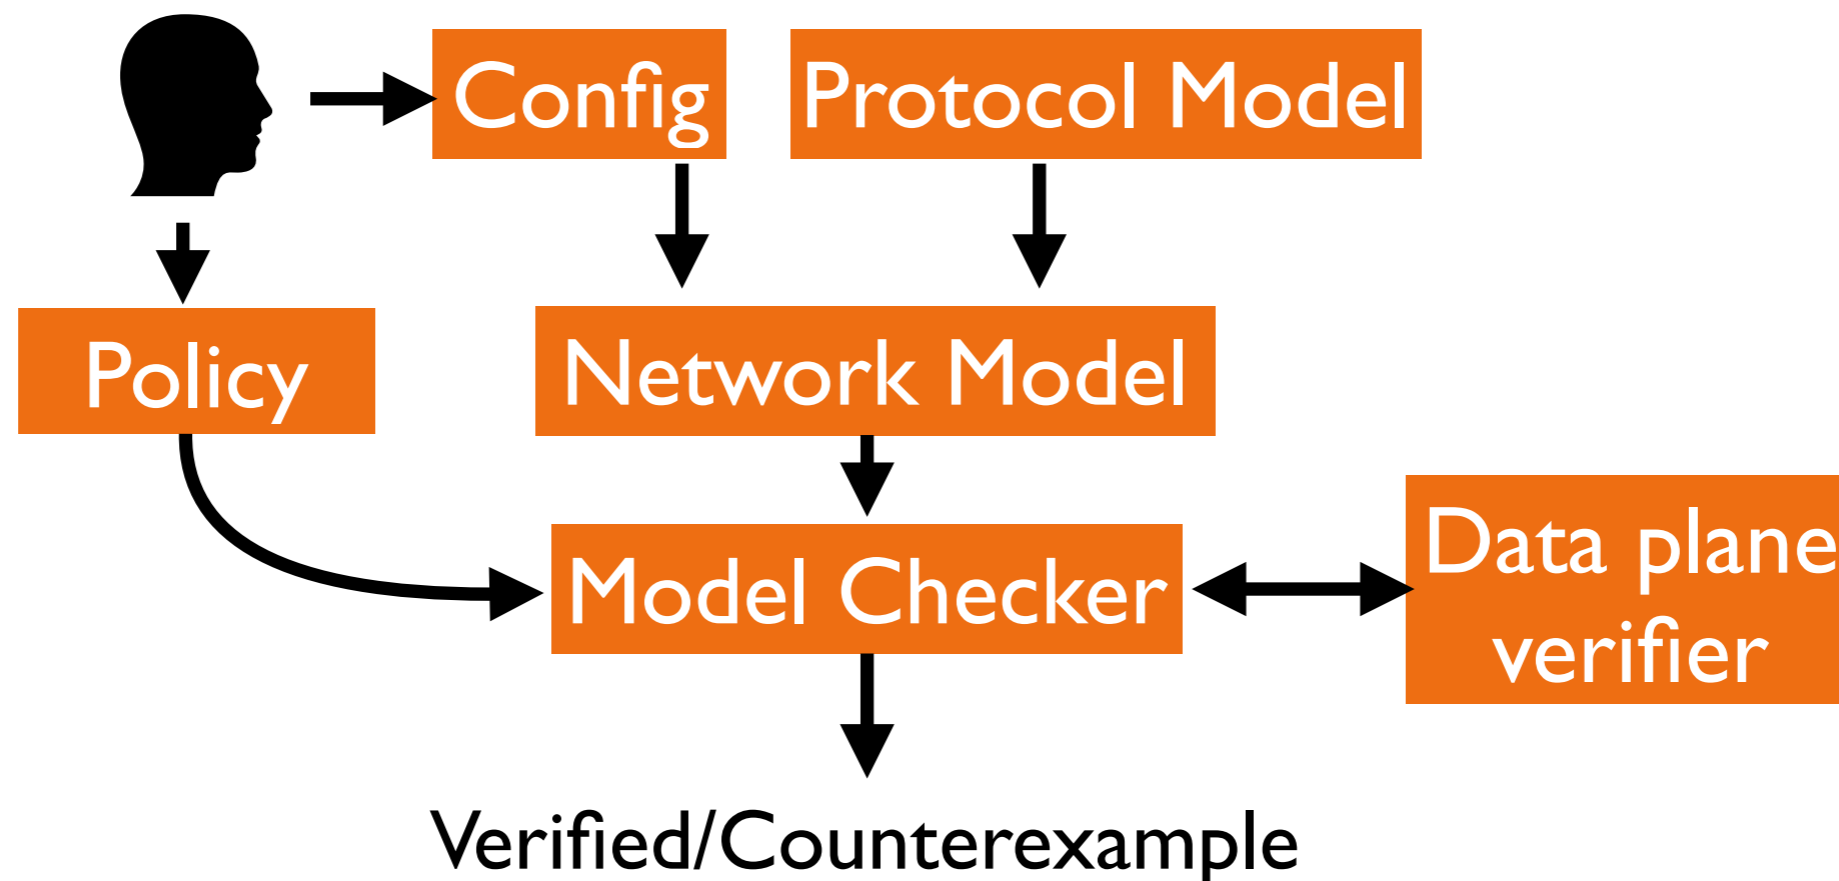 Config
Protocol Model
Policy
Network Model
Model Checker
Data plane
verifier
Verified/Counterexample